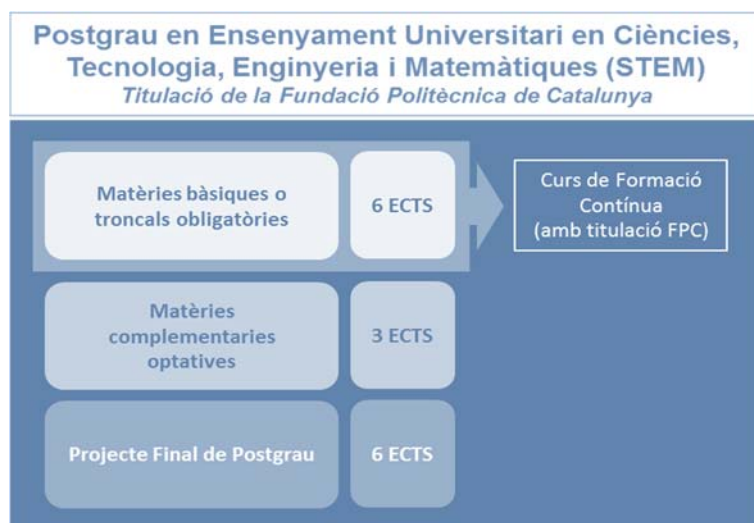 Postgrau en Ensenyament Universitari en Ciències,
Tecnologia, Enginyeria i Matemàtiques (STEM)
Titulació de la Fundació Politècnica de Catalunya
Matèries bàsiques o
troncals obligatòries
6 ECTS
Curs de Formació
Contínua
(amb titulació FPC)
Matèries
complementaries
optatives
3 ECTS
Projecte Final de Postgrau
6 ECTS